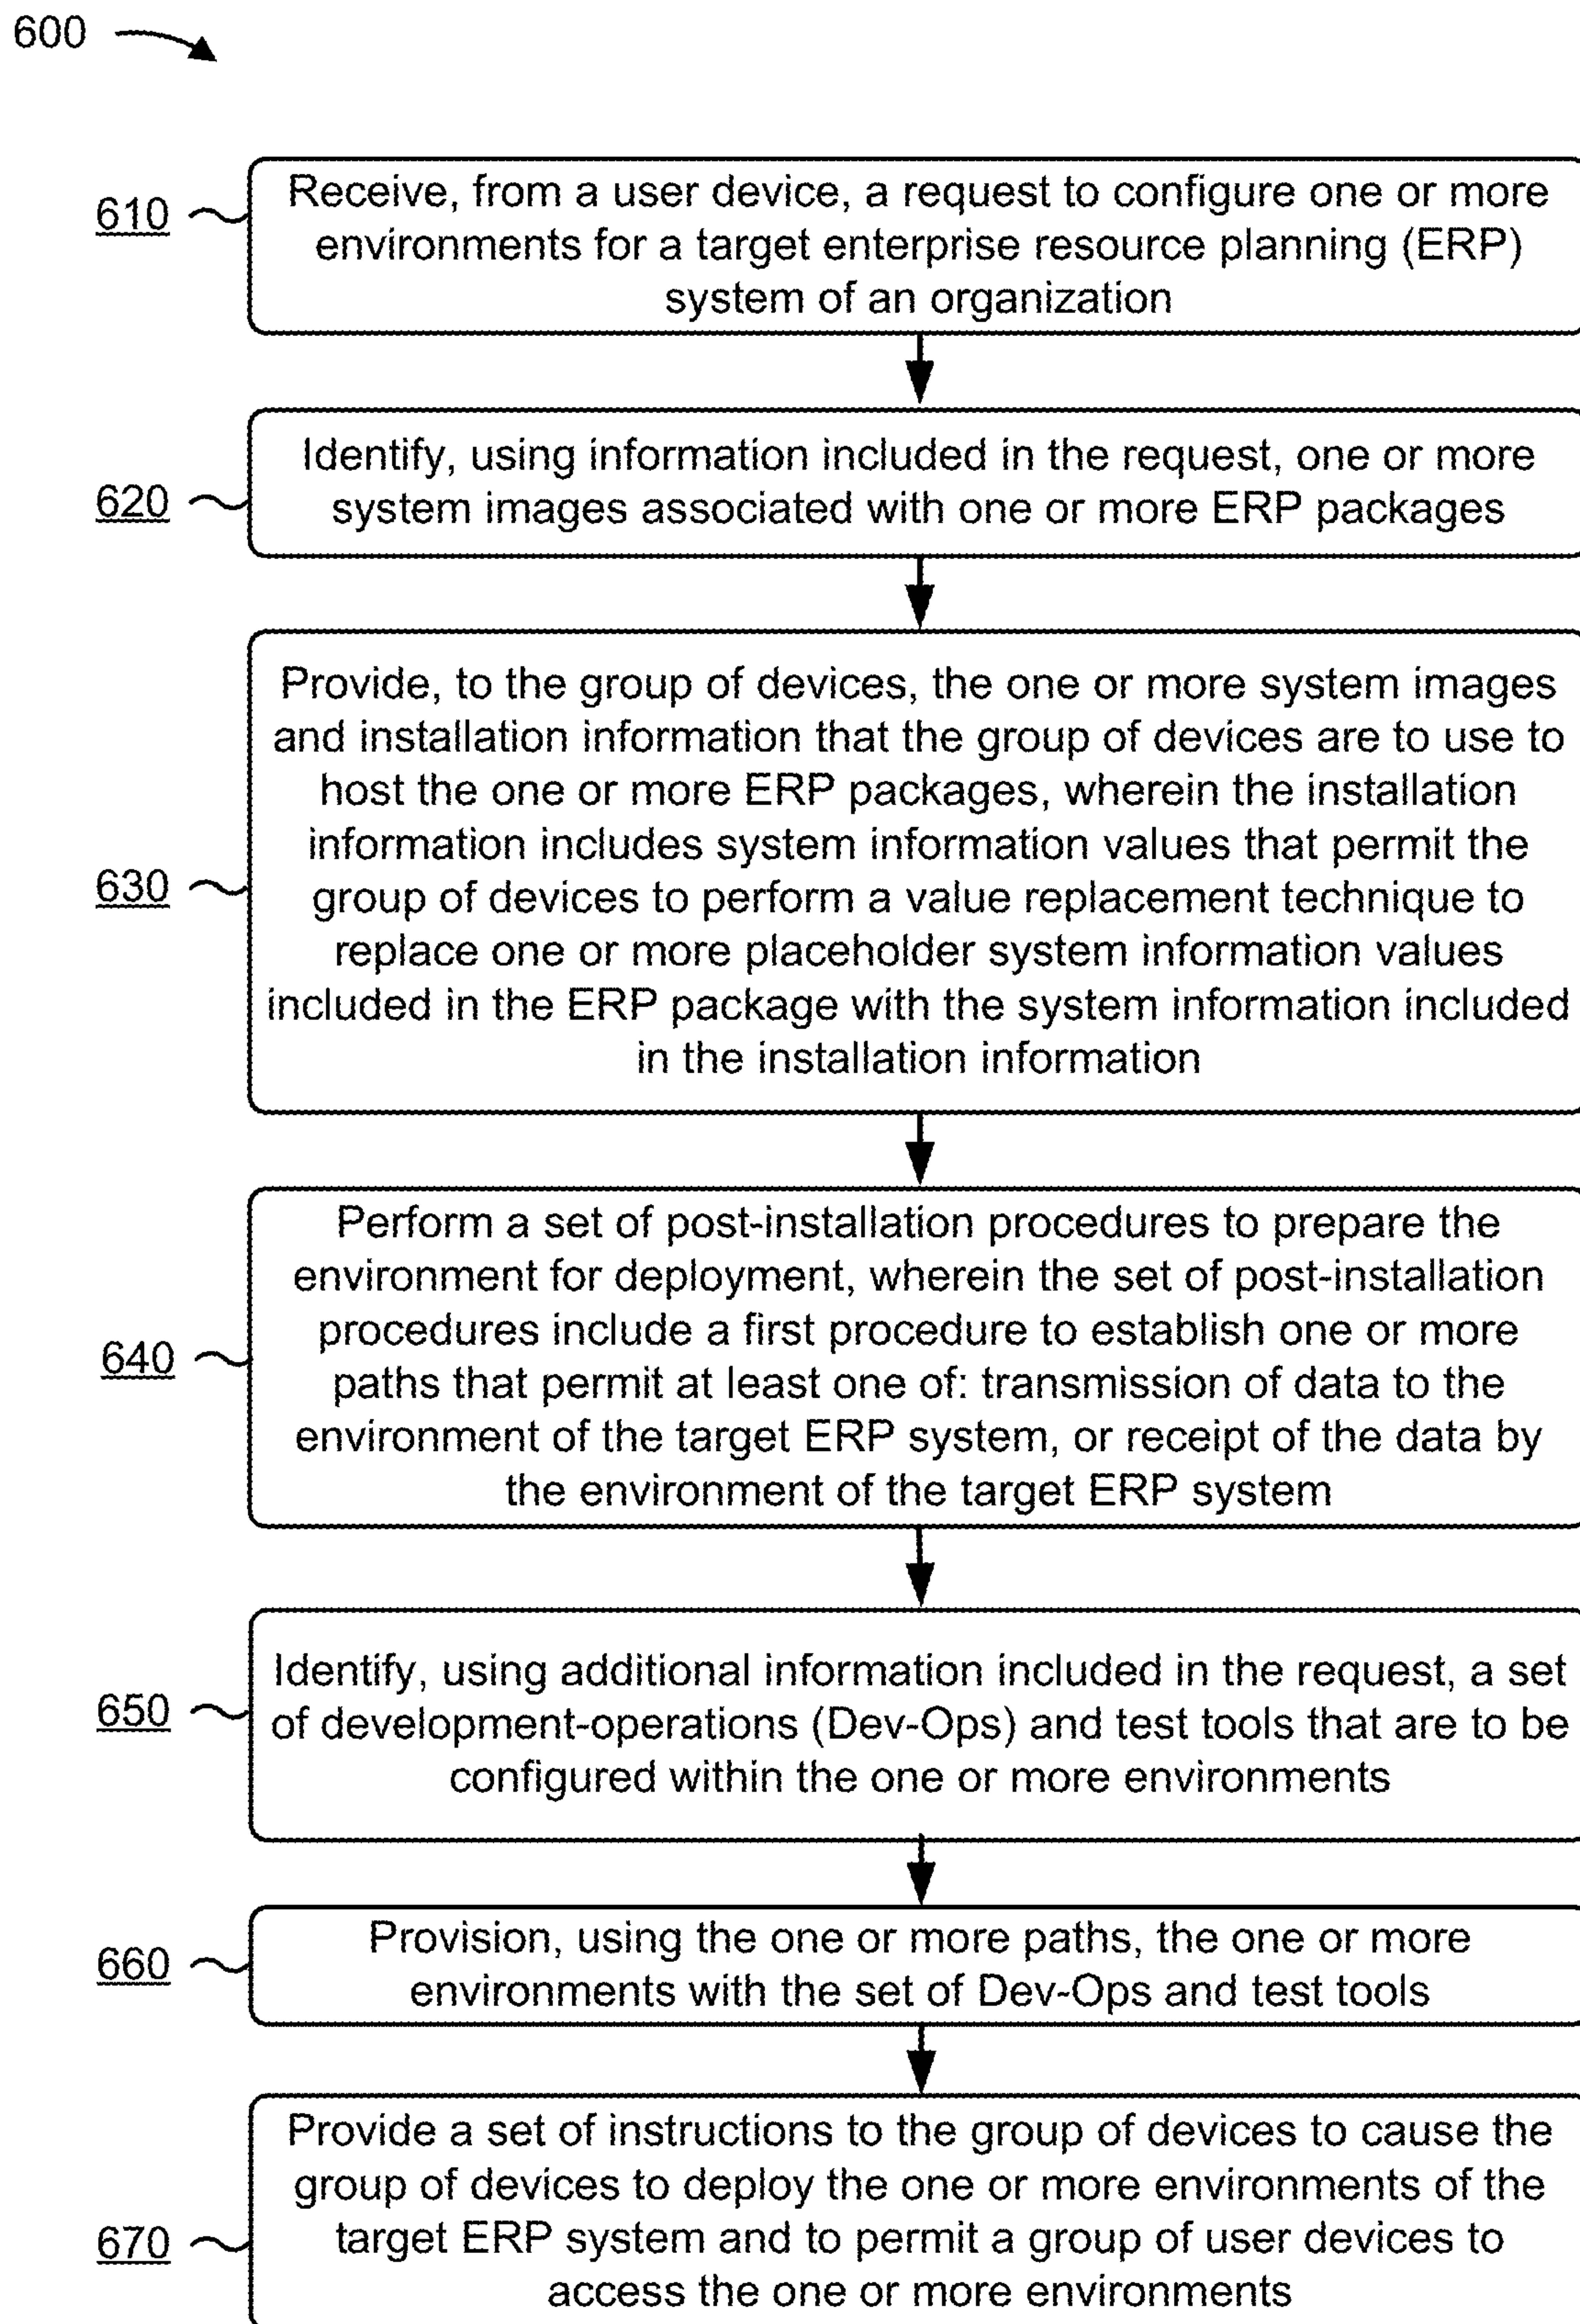 600
610
Receive, from a user device, a request to configure one or more
environments for a target enterprise resource planning (ERP)
system of an organization
620
Identify, using information included in the request, one or more
system images associated with one or more ERP packages
630
Provide, to the group of devices, the one or more system images
and installation information that the group of devices are to use to
host the one or more ERP packages, wherein the installation
information includes system information values that permit the
group of devices to perform a value replacement technique to
replace one or more placeholder system information values
included in the ERP package with the system information included
in the installation information
640
Perform a set of post-installation procedures to prepare the
environment for deployment, wherein the set of post-installation
procedures include a first procedure to establish one or more
paths that permit at least one of: transmission of data to the
environment of the target ERP system, or receipt of the data by
the environment of the target ERP system
650
Identify, using additional information included in the request, a set
of development-operations (Dev-Ops) and test tools that are to be
configured within the one or more environments
660
Provision, using the one or more paths, the one or more
environments with the set of Dev-Ops and test tools
670
Provide a set of instructions to the group of devices to cause the
group of devices to deploy the one or more environments of the
target ERP system and to permit a group of user devices to
access the one or more environments